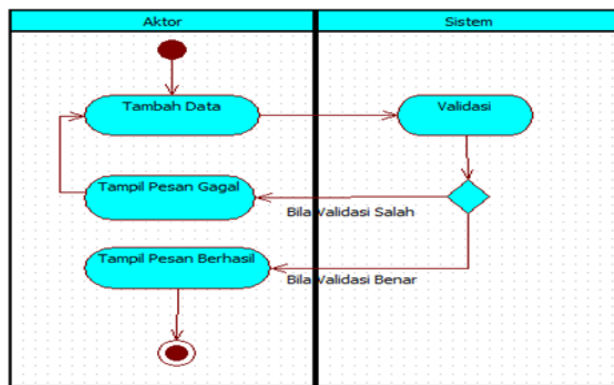 Aktor
Sistem
Tambah Data
Validasi
Tampil Pesan Gagal
Bila Validasi Salah
Tampil Pesan Berhasil
Bila Validasi Benar